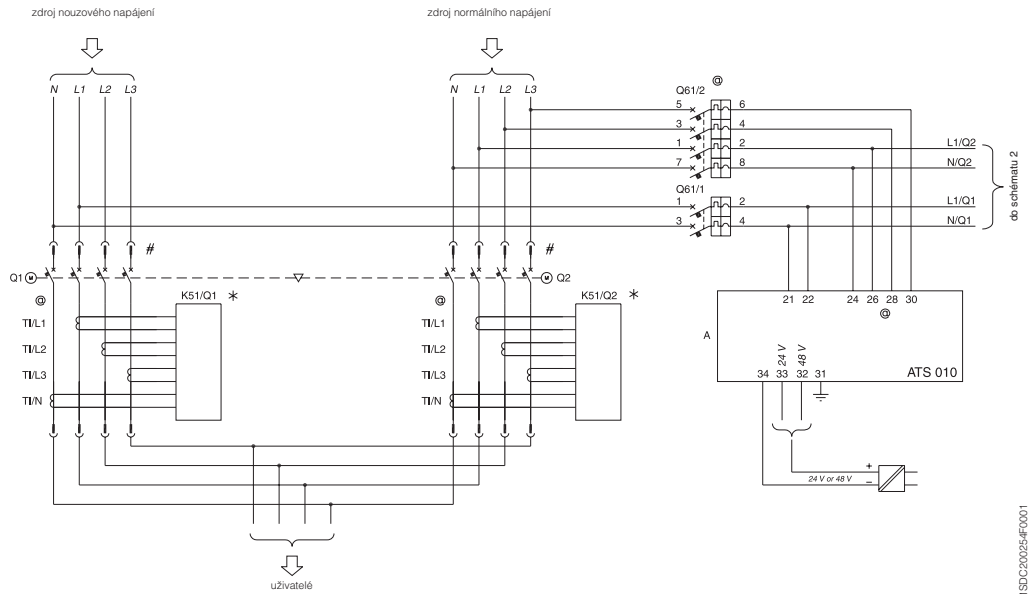 zdroj nouzového napájení
zdroj normálního napájení
N L1 L2 L3
N L1 L2 L3
@
Q61/2
5 6
3 4
1 2
L1/Q2
7 8
N/Q2
do schématu 2
Q61/1
1 2
L1/Q1
3 4
N/Q1
#
#
Q1 M
M Q2
@
K51/Q1 *
@
K51/Q2 *
TI/L1
TI/L2
TI/L3
TI/N
TI/L1
TI/L2
TI/L3
TI/N
21 22 24 26 28 30
@
A
24 V
48 V
34 33 32 31
ATS 010
+
24 V or 48 V
–
uživatelé
1SDC200254F0001